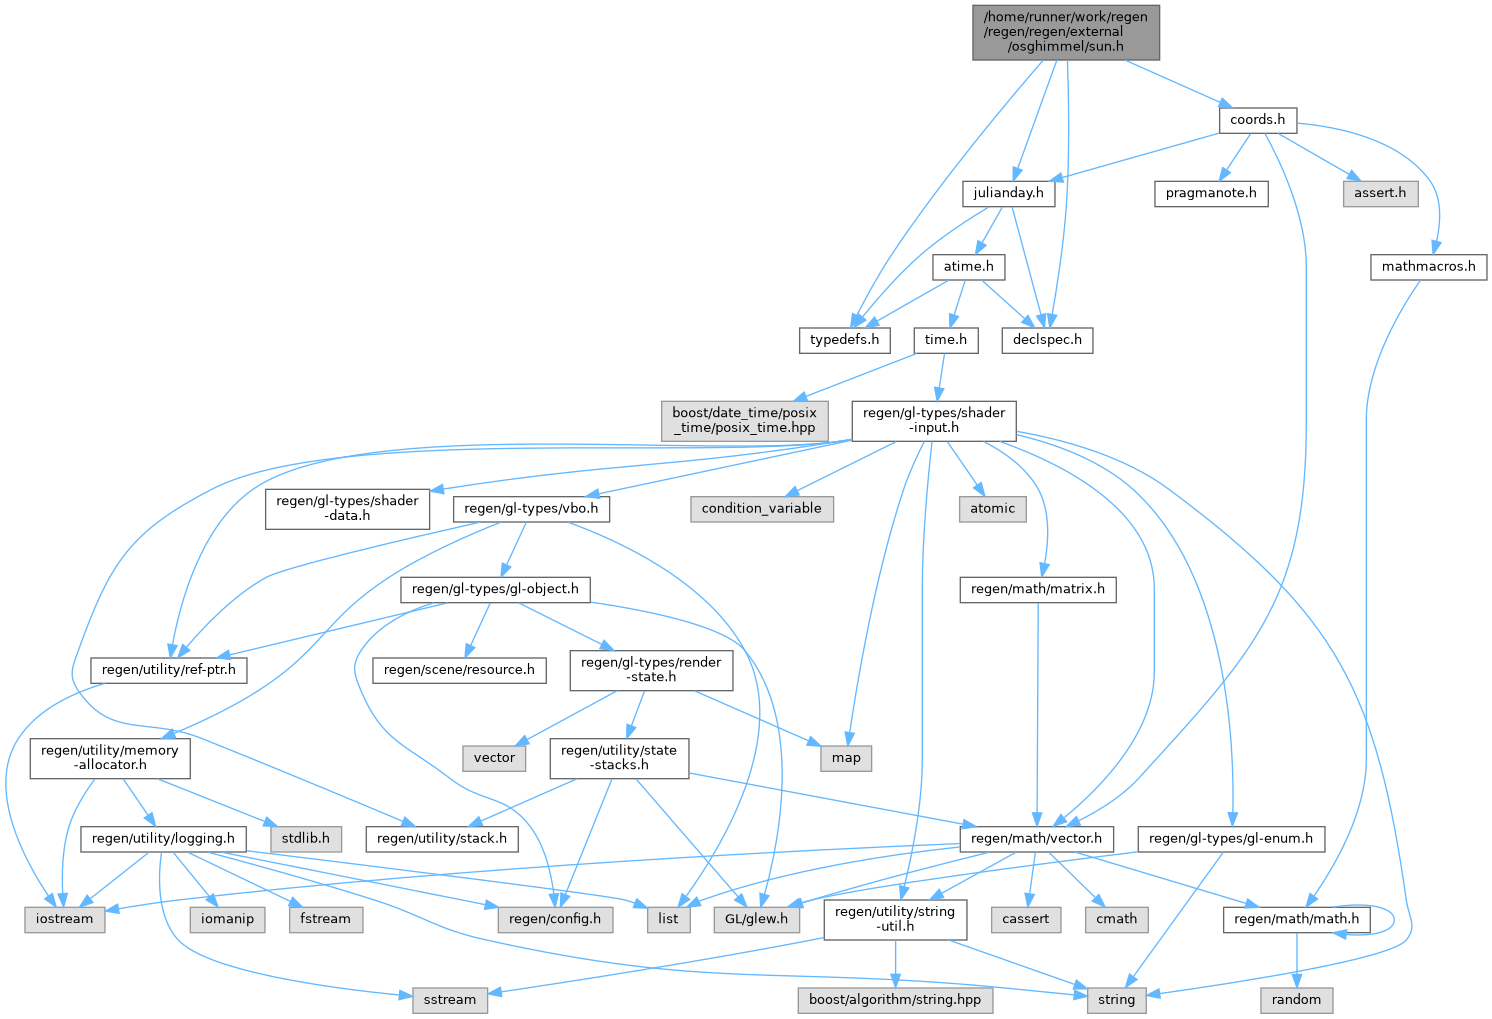 /home/runner/work/regen
/regen/regen/external
/osghimmel/sun.h
coords.h
julianday.h
pragmanote.h
assert.h
atime.h
mathmacros.h
typedefs.h
time.h
declspec.h
boost/date_time/posix
_time/posix_time.hpp
regen/gl-types/shader
-input.h
regen/gl-types/shader
-data.h
regen/gl-types/vbo.h
condition_variable
atomic
regen/gl-types/gl-object.h
regen/math/matrix.h
regen/utility/ref-ptr.h
regen/scene/resource.h
regen/gl-types/render
-state.h
regen/utility/memory
-allocator.h
vector
regen/utility/state
-stacks.h
map
regen/utility/logging.h
stdlib.h
regen/utility/stack.h
regen/math/vector.h
regen/gl-types/gl-enum.h
iostream
iomanip
fstream
regen/config.h
list
GL/glew.h
regen/utility/string
-util.h
cassert
cmath
regen/math/math.h
sstream
boost/algorithm/string.hpp
string
random